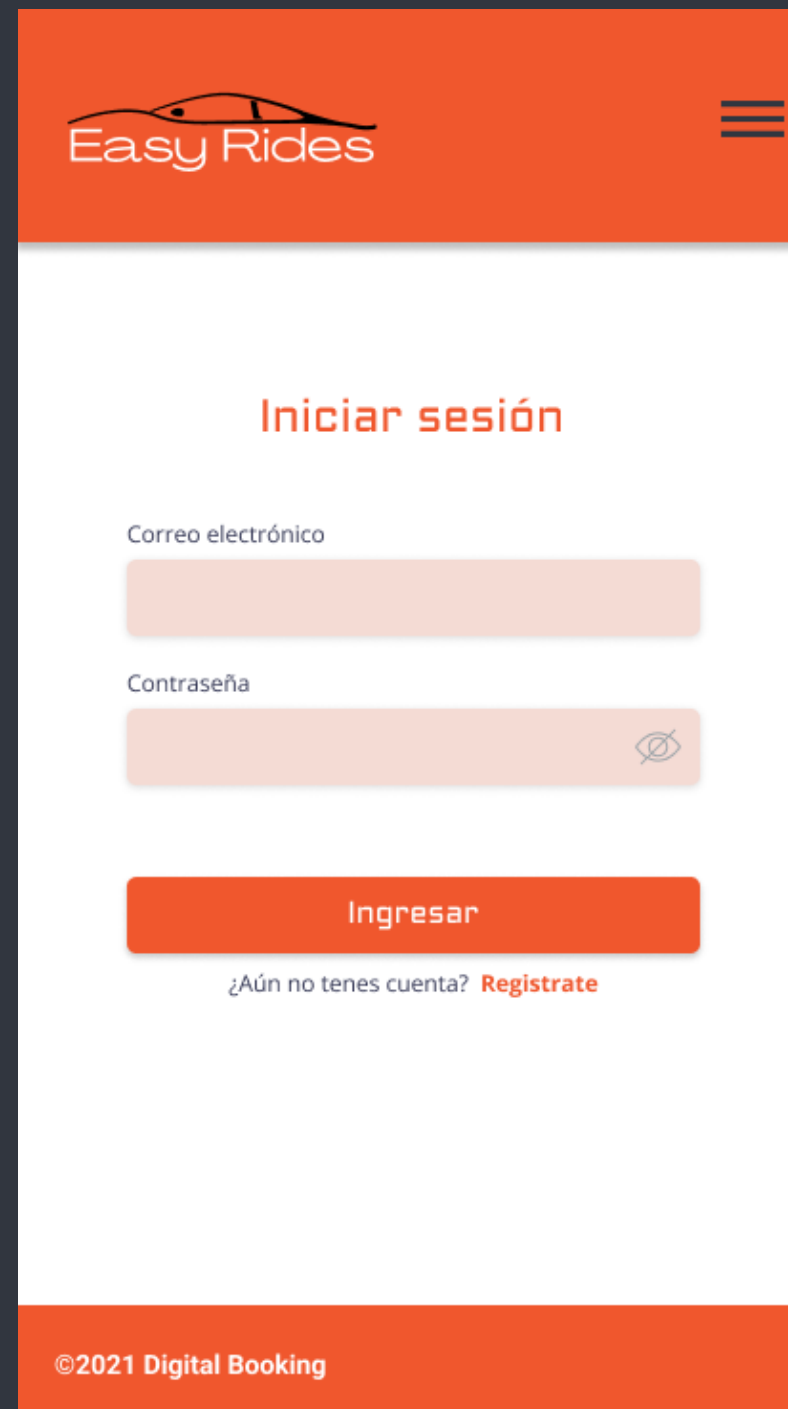 Easy Rides
Iniciar sesión
Correo electrónico
Contraseña
Ingresar
¿Aún no tenes cuenta? Registrate
©2021 Digital Booking